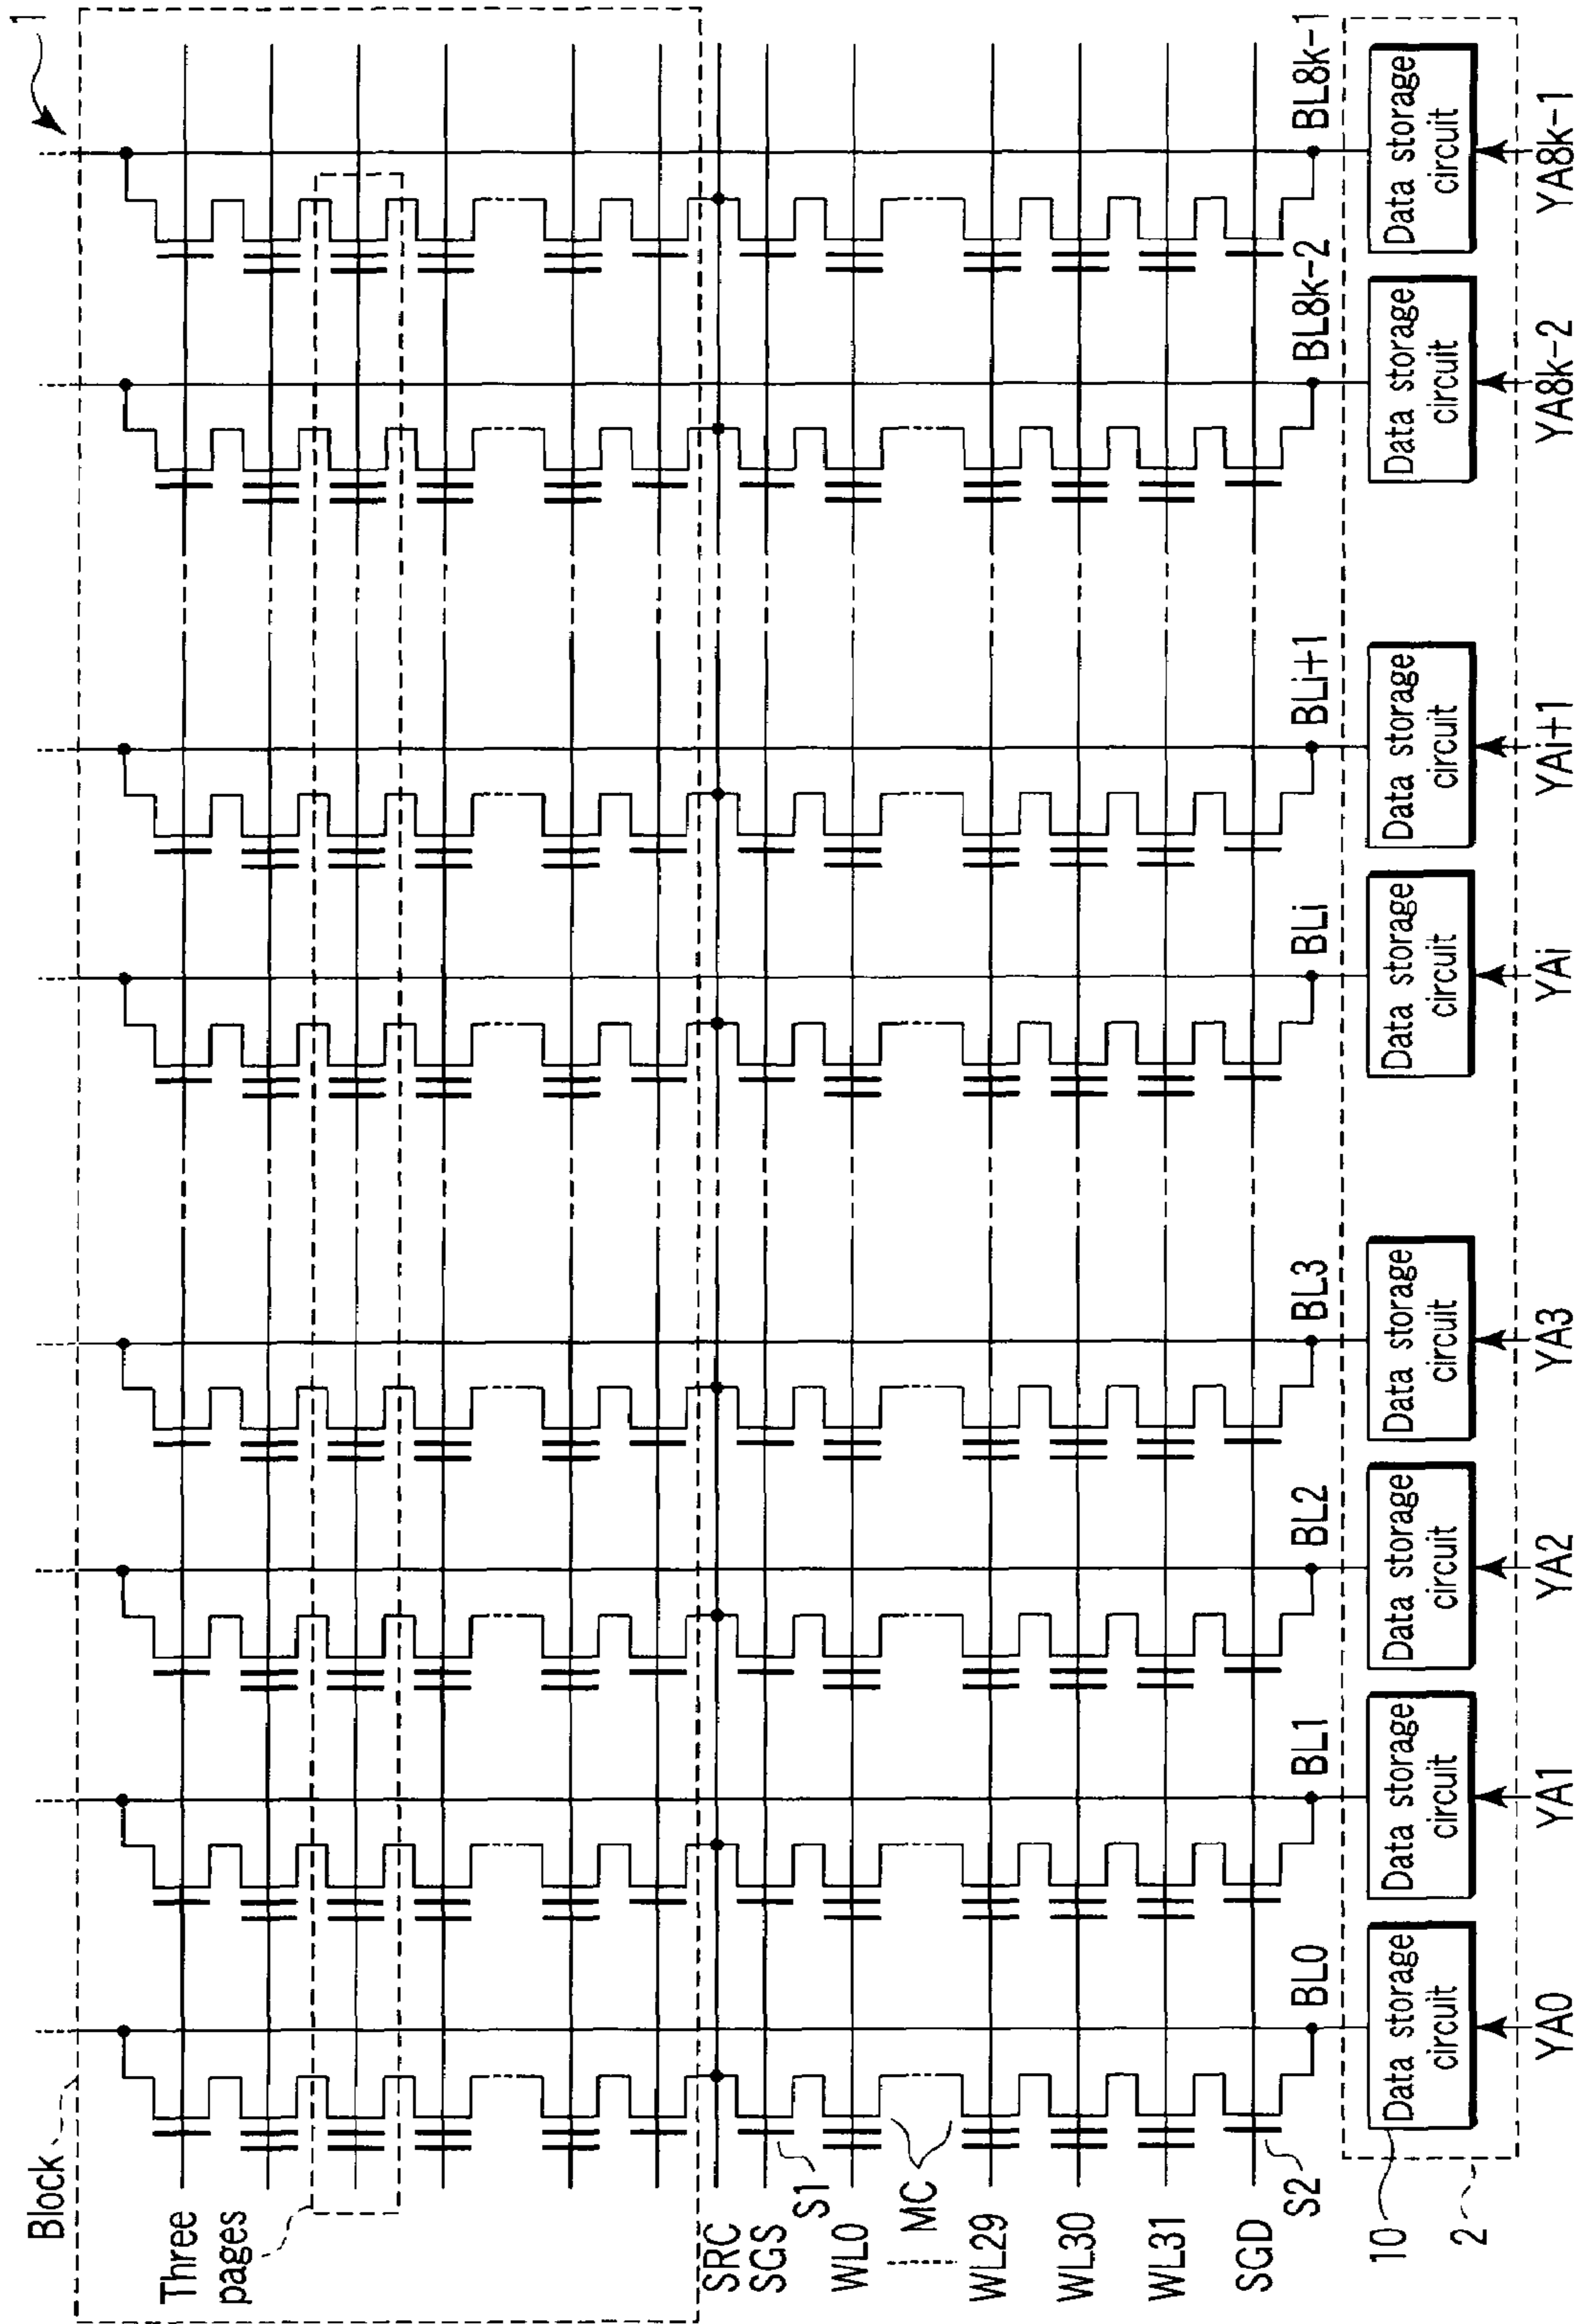 1
Block
Three
pages
SRC
SGS
S1
WL0
MC
WL29
WL30
WL31
SGD
S2
BL0
BL1
BL2
BL3
BLi
BLi+1
BL8k-2
BL8k-1
10
2
Data storage
circuit
Data storage
circuit
Data storage
circuit
Data storage
circuit
Data storage
circuit
Data storage
circuit
Data storage
circuit
Data storage
circuit
YA0
YA1
YA2
YA3
YAi
YAi+1
YA8k-2
YA8k-1